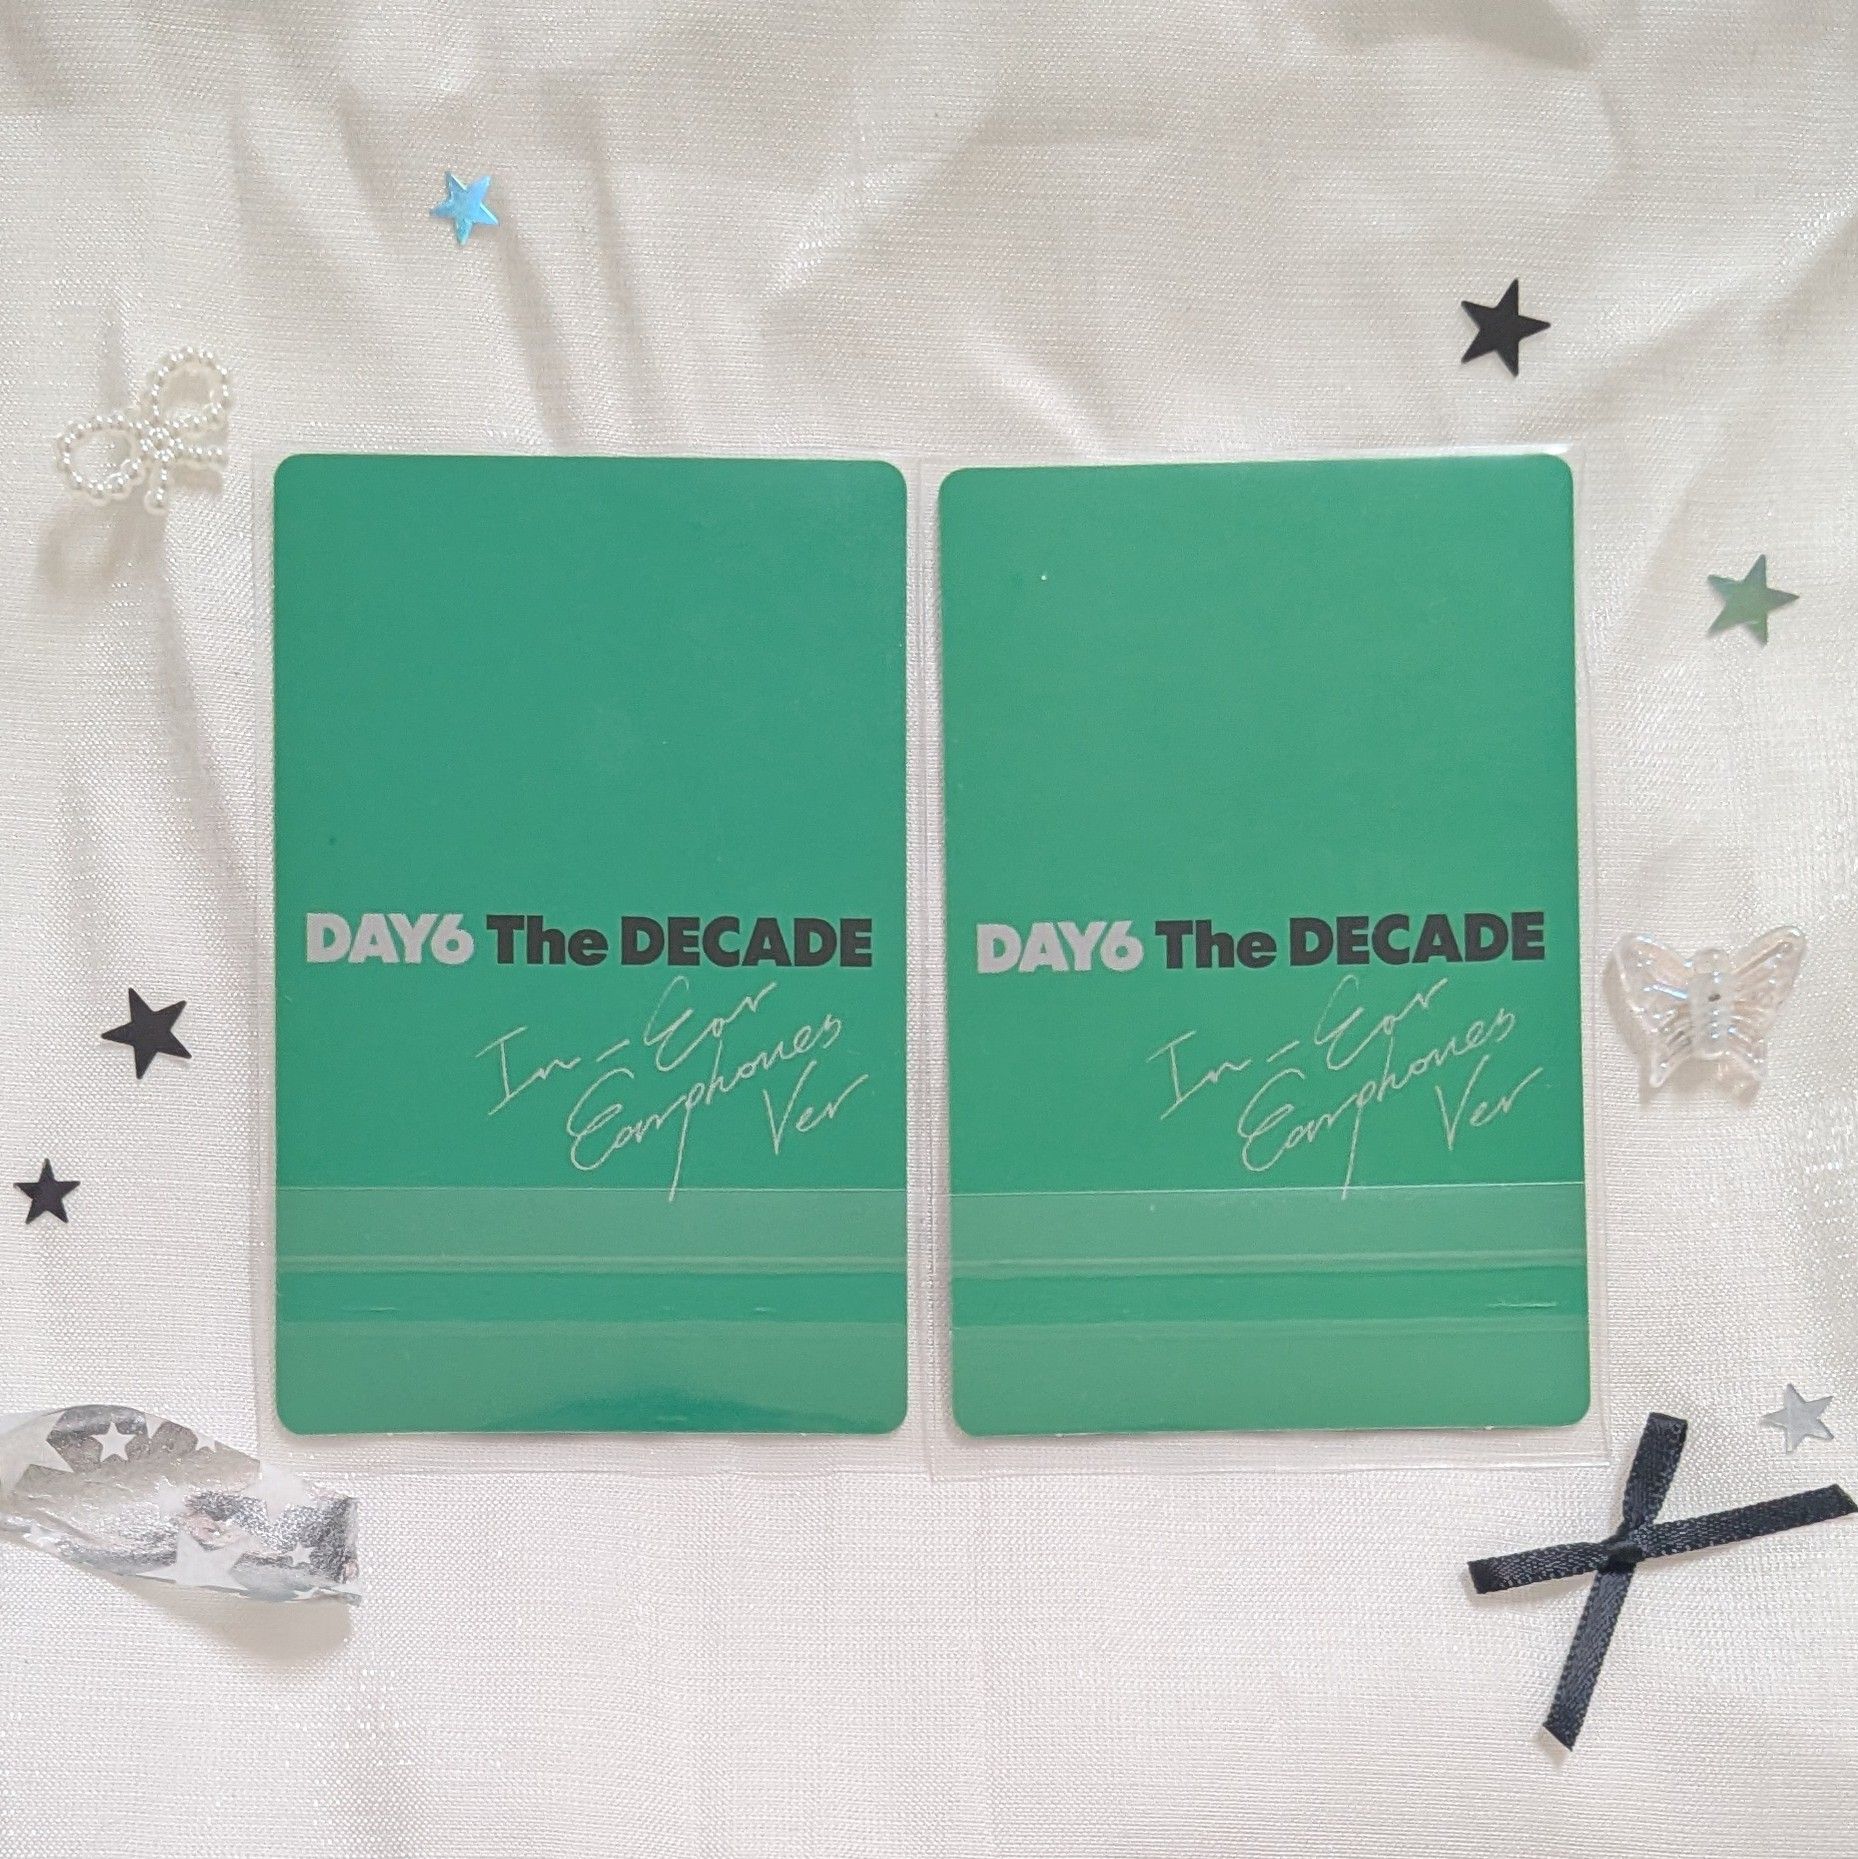 DAY6 The DECADE
In-Ear
Earphones
Ver
DAY6 The DECADE
In-Ear
Earphones
Ver